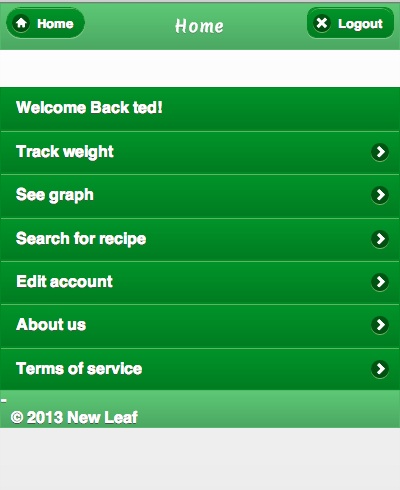 Home
Home
Logout
Welcome Back ted!
Track weight
See graph
Search for recipe
Edit account
About us
Terms of service
-
© 2013 New Leaf